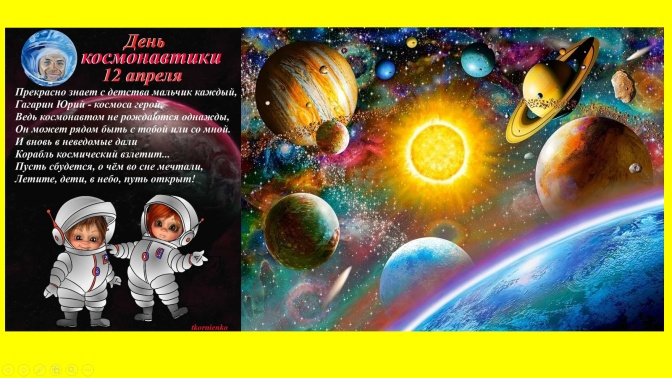 День
космонавтики
12 апреля
Прекрасно знает с детства мальчик каждый,
Гагарин Юрий - космоса герой,
Ведь космонавтом не рождаются однажды,
Он может рядом быть с тобой или со мной.
И вновь в неведомые дали
Корабль космический взлетит...
Пусть сбудется, о чём во сне мечтали,
Летите, дети, в небо, путь открыт!
tkornienko